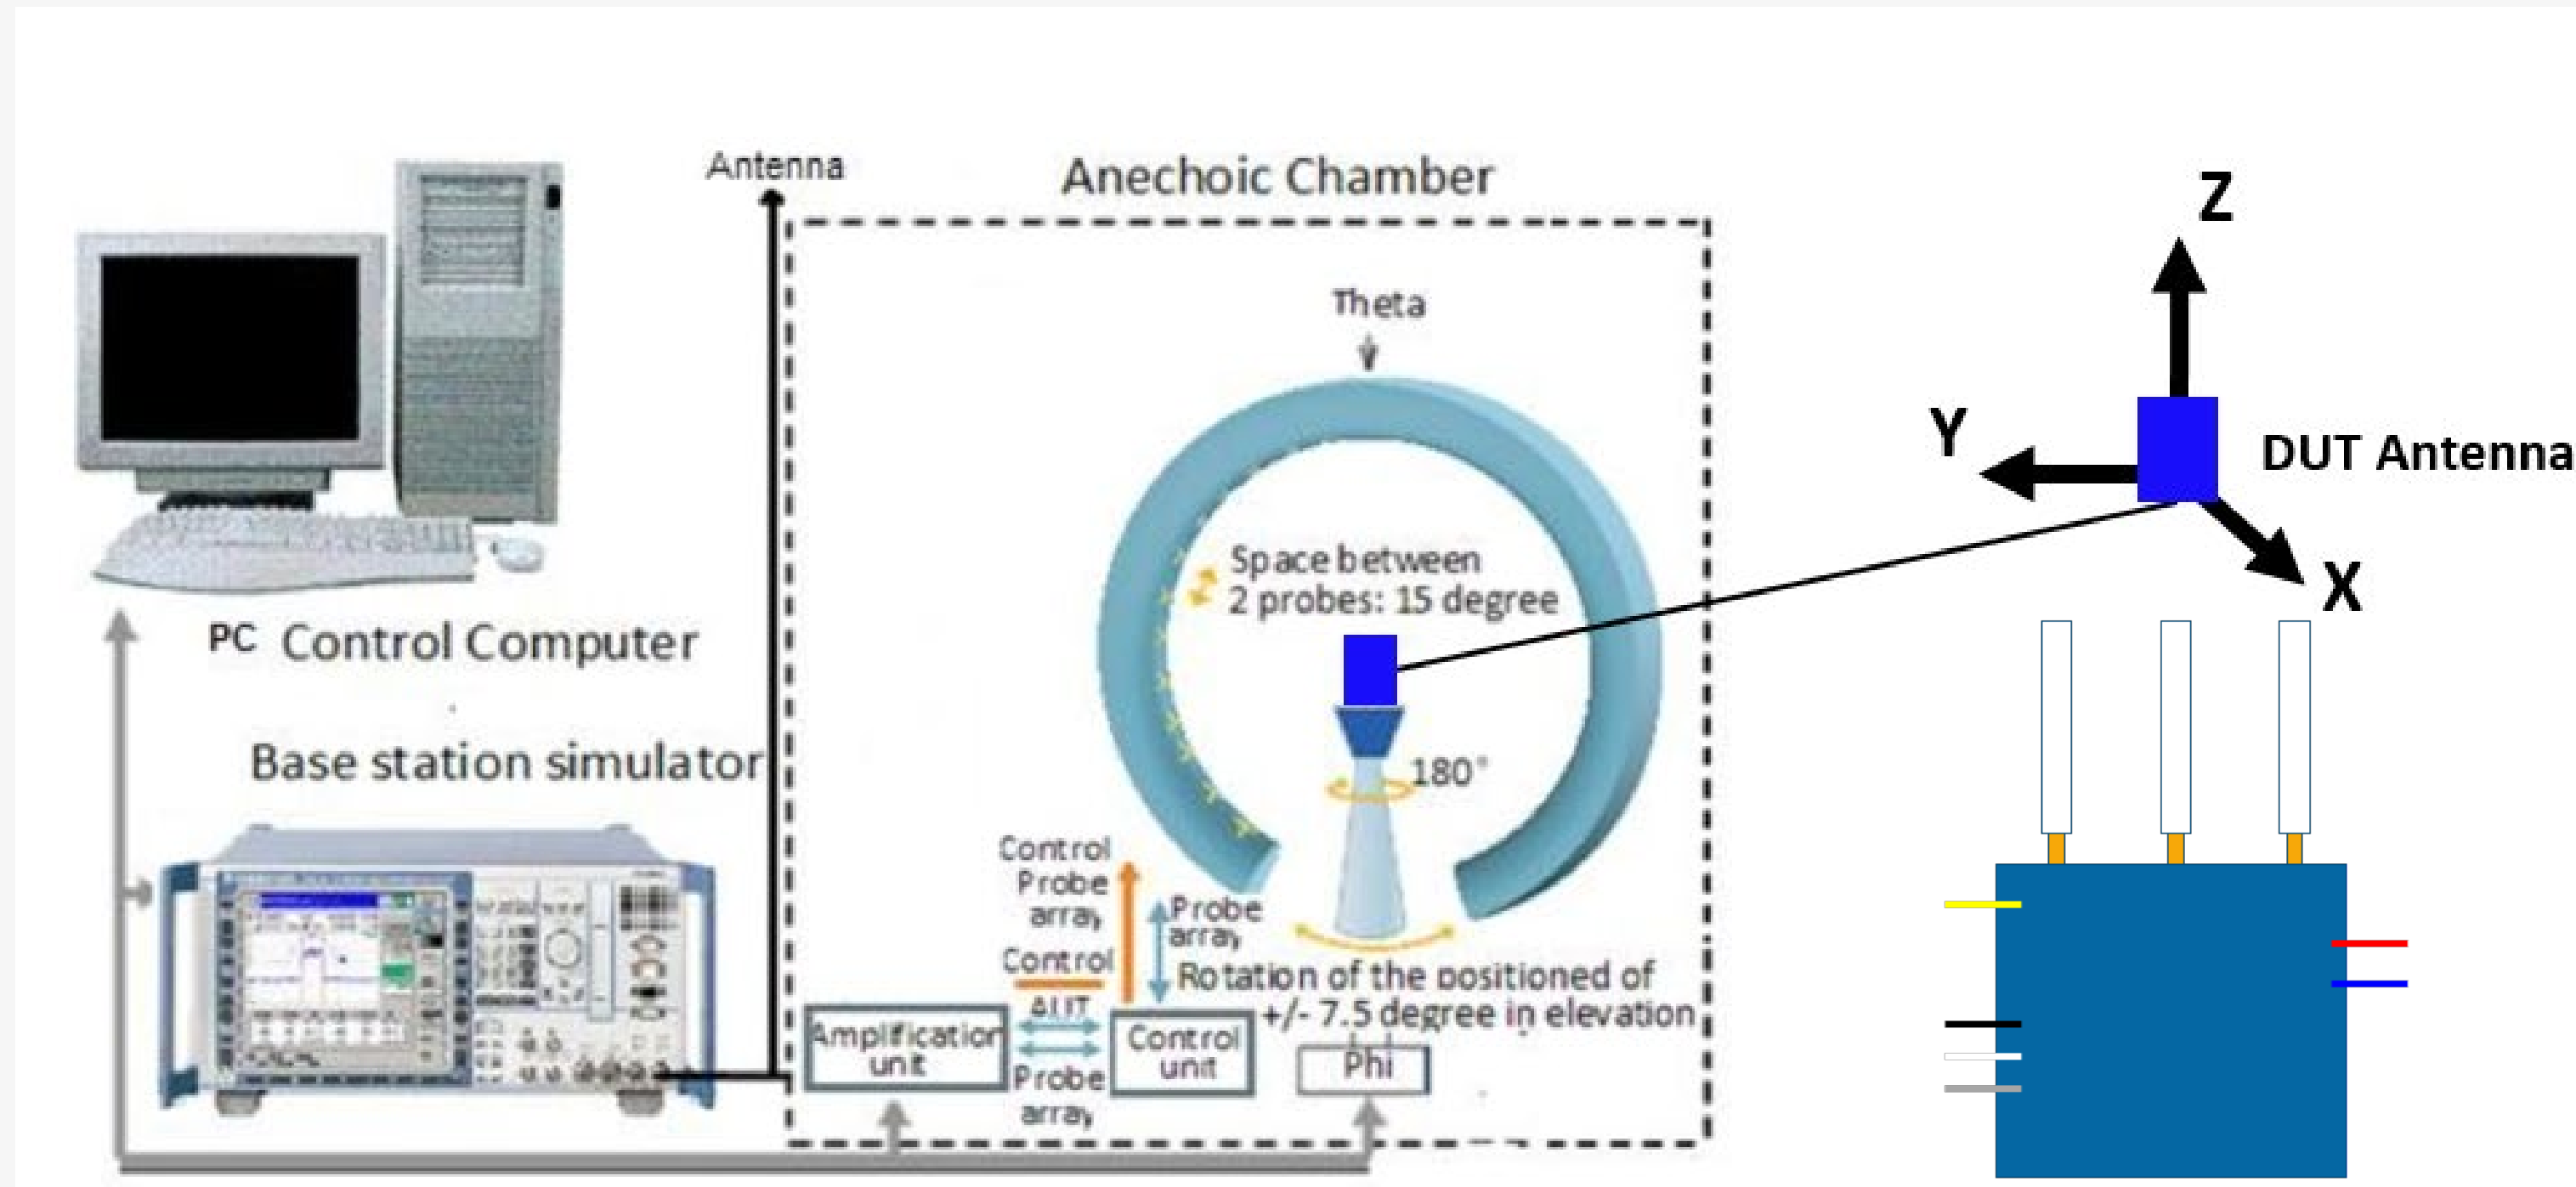 Antenna
Anechoic Chamber
Z
Theta
Y
DUT Antenna
Space between
2 probes: 15 degree
X
PC Control Computer
Base station simulator
180°
Control
Probe
array
Probe
array
Control
AUT
Rotation of the positioned of
+/- 7.5 degree in elevation
Amplification
unit
Control
unit
Phi
Probe
array